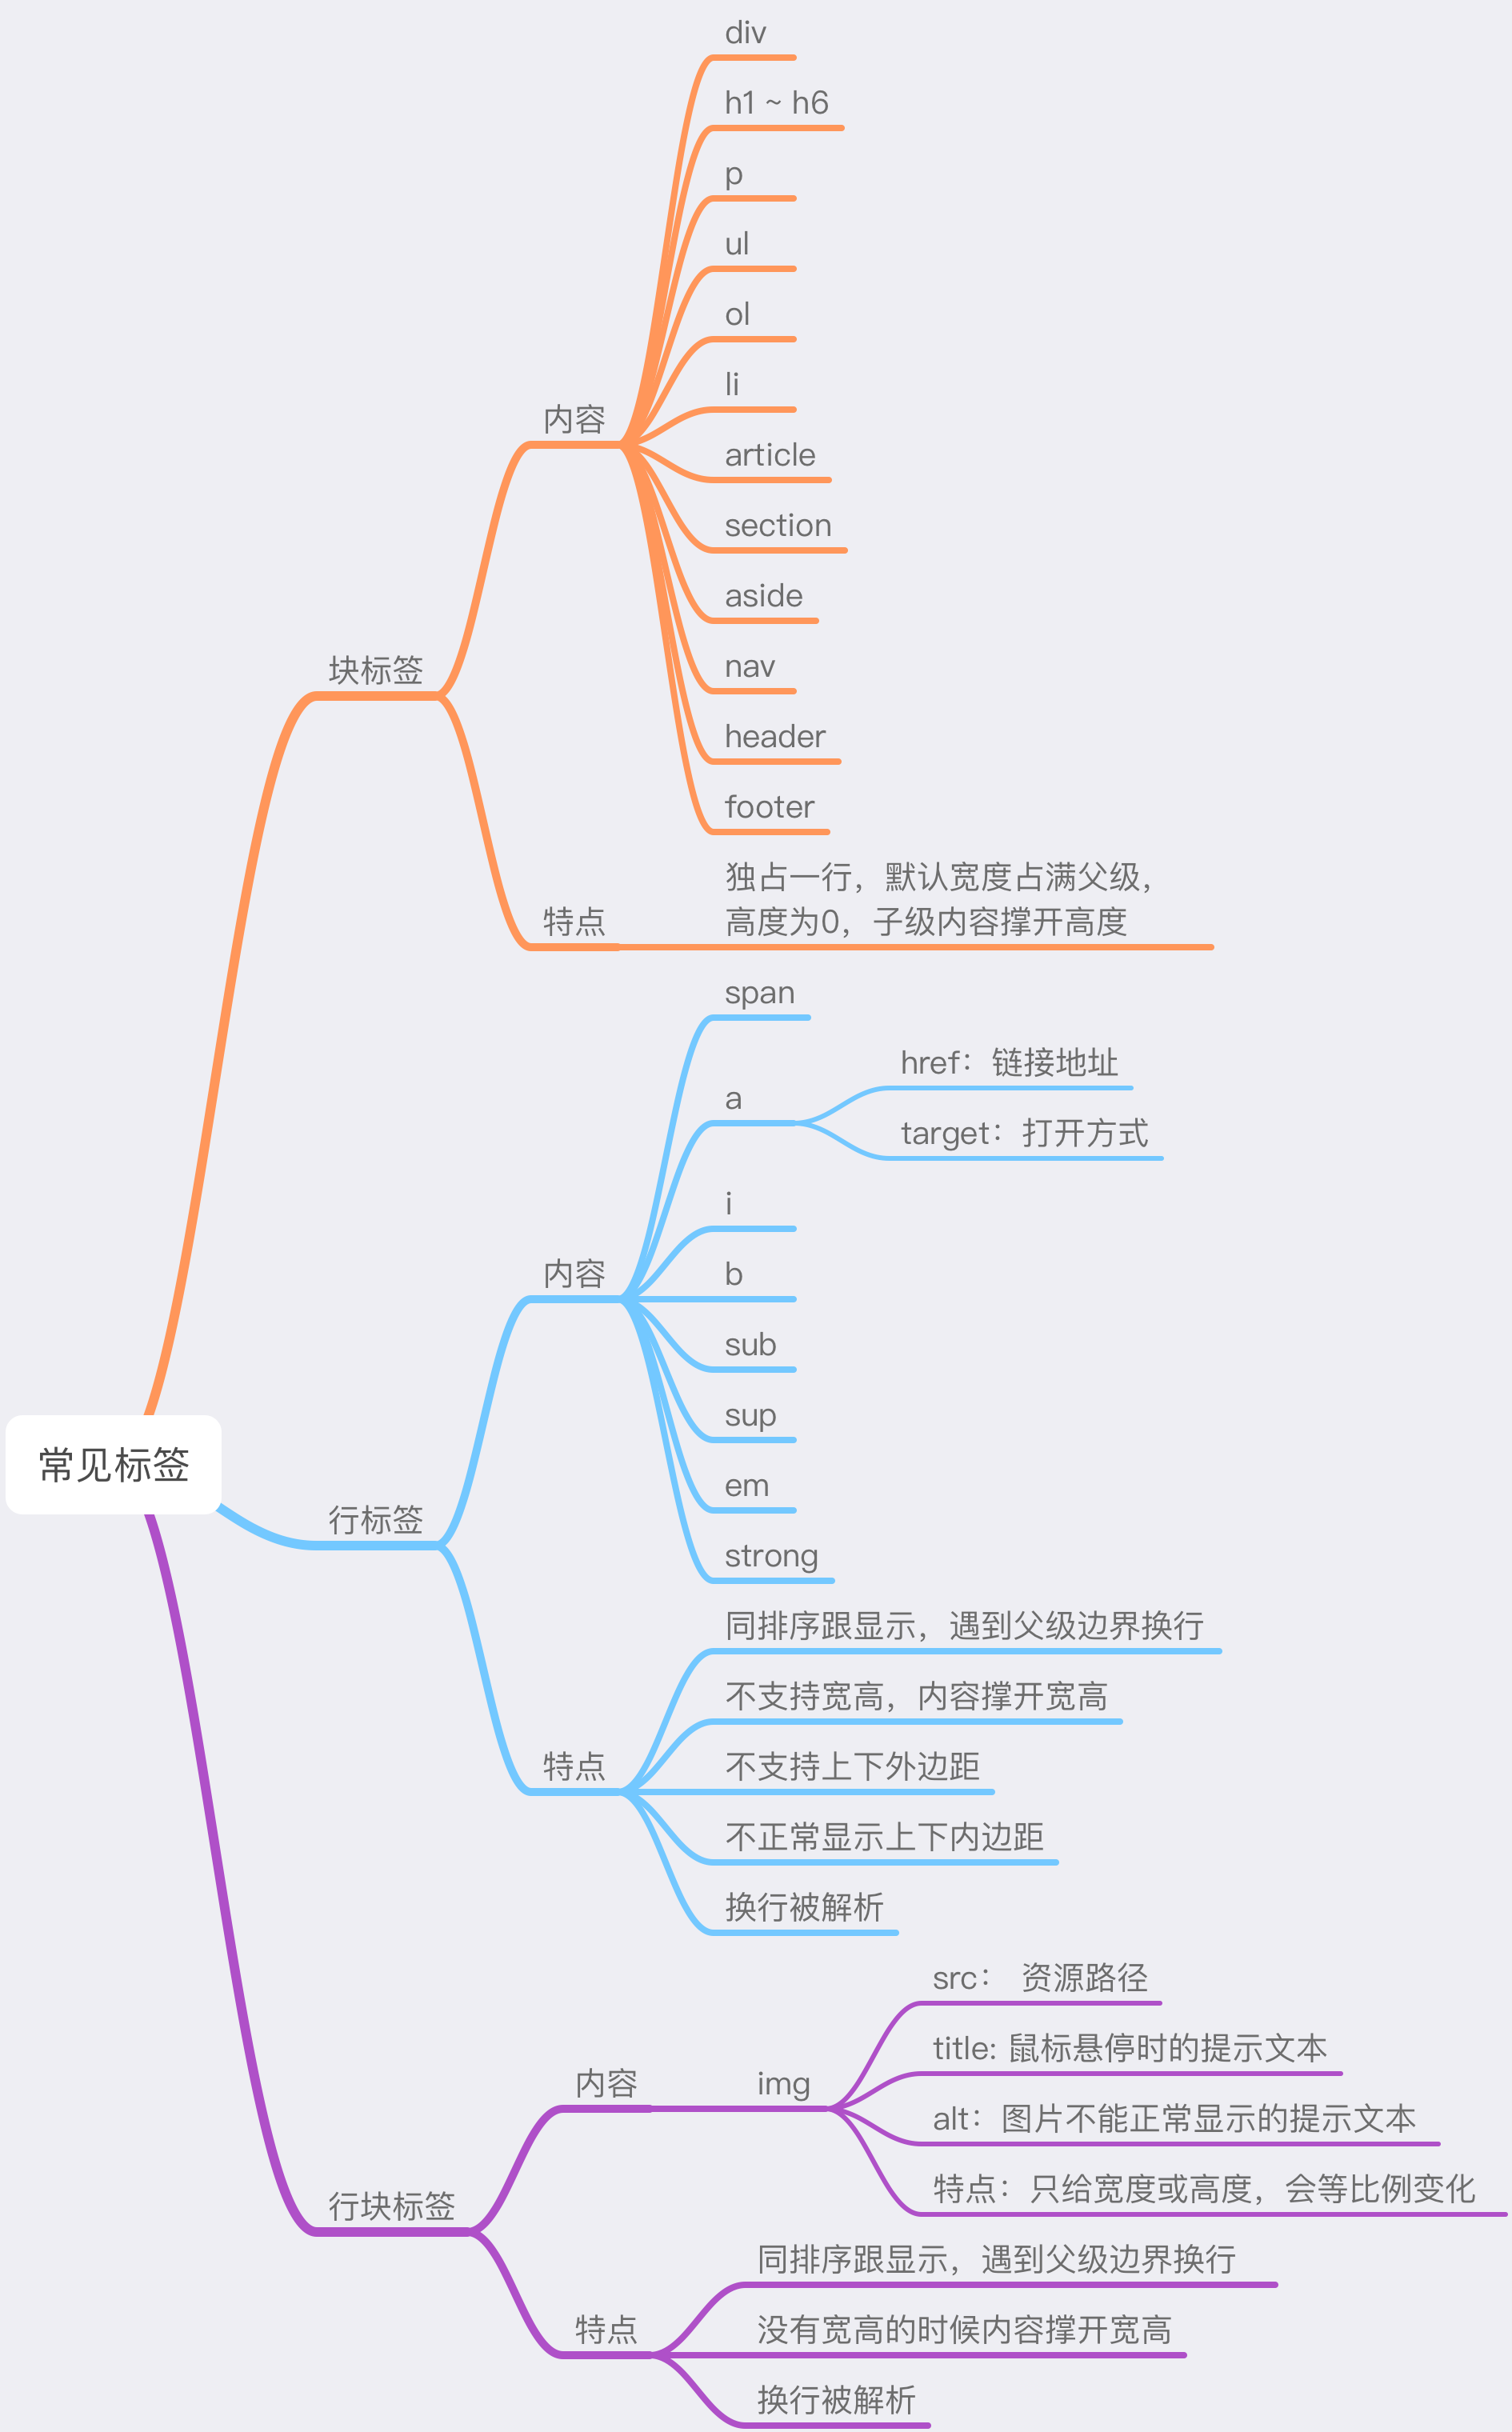 常见标签
块标签
内容
div
h1 ~ h6
p
ul
ol
li
article
section
aside
nav
header
footer
特点
独占一行，默认宽度占满父级，
高度为0，子级内容撑开高度
行标签
内容
span
a
href：链接地址
target：打开方式
i
b
sub
sup
em
strong
特点
同排序跟显示，遇到父级边界换行
不支持宽高，内容撑开宽高
不支持上下外边距
不正常显示上下内边距
换行被解析
行块标签
内容
img
src： 资源路径
title: 鼠标悬停时的提示文本
alt：图片不能正常显示的提示文本
特点：只给宽度或高度，会等比例变化
特点
同排序跟显示，遇到父级边界换行
没有宽高的时候内容撑开宽高
换行被解析